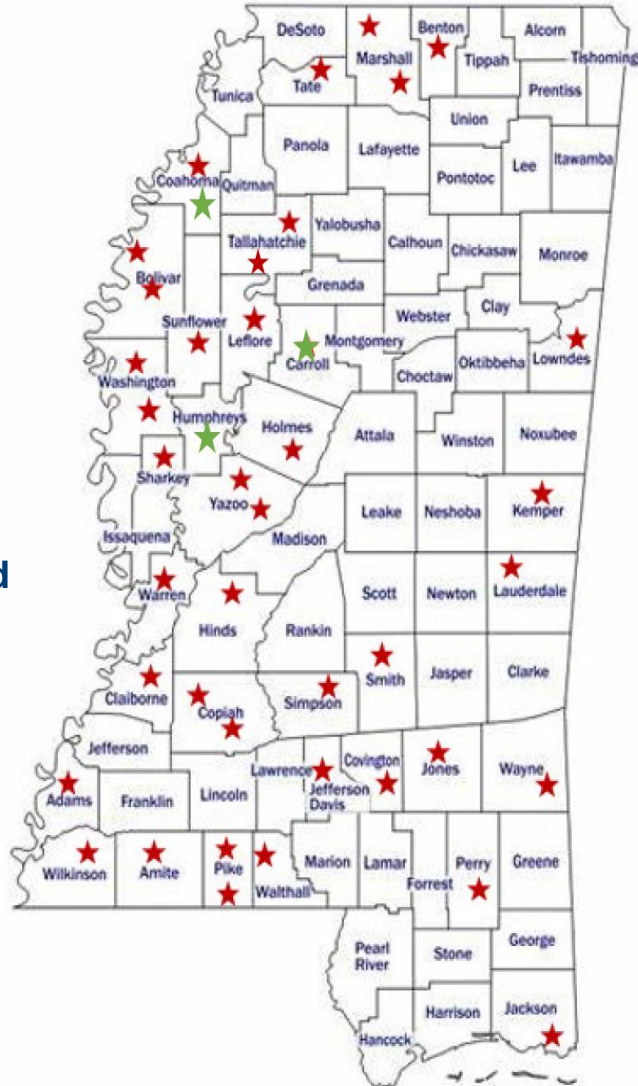 DeSoto
Benton
Alcorn
Marshall
Tippah
Tishoming
Tate
Tunica
Prentiss
Union
Panola
Lafayette
Lee
Itawamba
Coahoma
Quitman
Pontotoc
Yalobusha
Tallahatchie
Calhoun
Chickasaw
Monroe
Bolivar
Grenada
Clay
Webster
Sunflower
Leflore
Montgomery
Carroll
Oktibbeha
Lowndes
Choctaw
Washington
Humphreys
Holmes
Attala
Winston
Noxubee
Sharkey
Yazoo
Leake
Neshoba
Kemper
Issaquena
Madison
d
Warren
Scott
Newton
Lauderdale
Hinds
Rankin
Smith
Jasper
Clarke
Claiborne
Simpson
Copiah
Jefferson
Covington
Lawrence
Jones
Wayne
Jefferson
Davis
Adams
Franklin
Lincoln
Marion
Lamar
Perry
Greene
Wilkinson
Amite
Pike
Walthall
Forrest
George
Pearl
River
Stone
Jackson
Harrison
Hancock